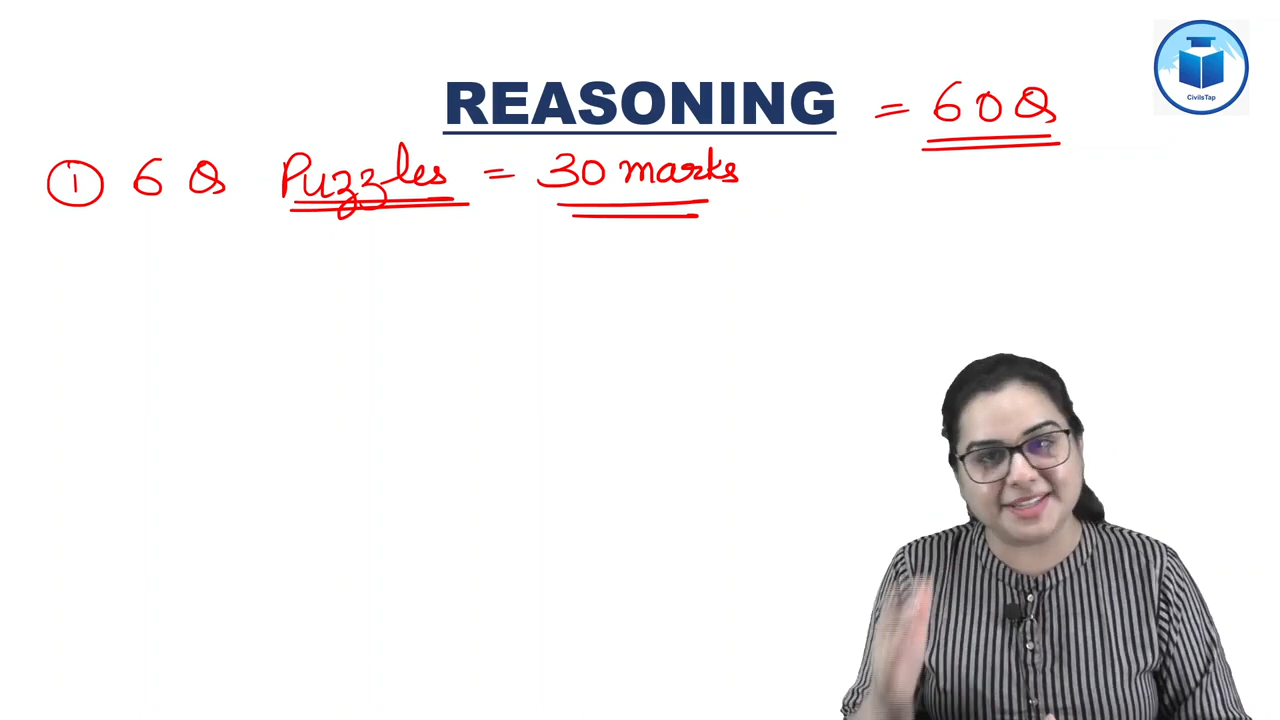 CivilsTap
REASONING = 60Q
① 6 Q Puzzles = 30 marks